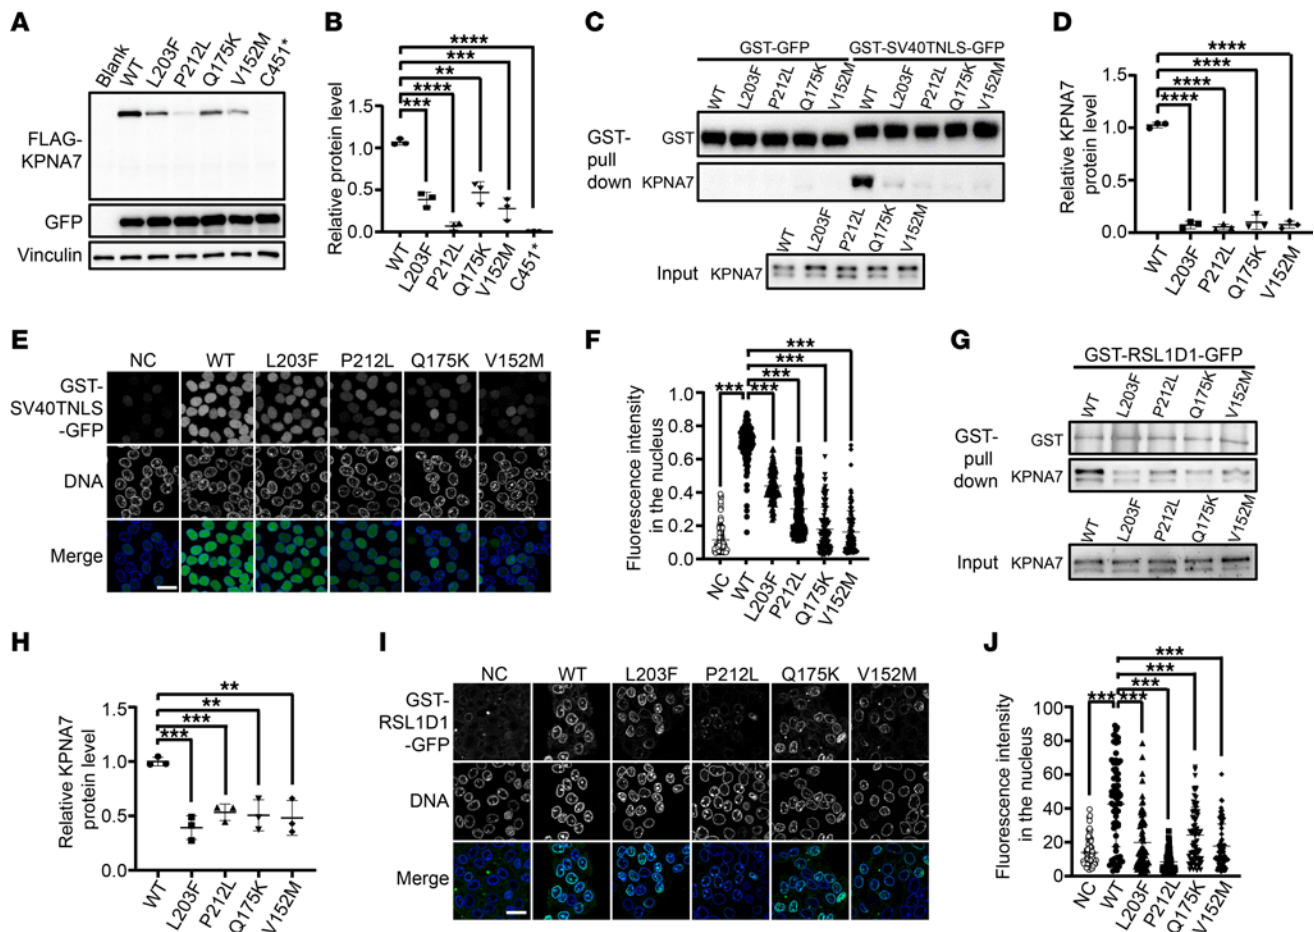 A
Blank
WT
L203F
P212L
Q175K
V152M
C451*
FLAG-
KPNA7
GFP
Vinculin
B
Relative protein level
1.5
1.0
0.5
0.0
****
***
**
****
***
WT
L203F
P212L
Q175K
V152M
C451*
C
GST-GFP
GST-SV40TNLS-GFP
WT
L203F
P212L
Q175K
V152M
WT
L203F
P212L
Q175K
V152M
GST-
pull
down
GST
KPNA7
WT
L203F
P212L
Q175K
V152M
Input
KPNA7
D
Relative KPNA7
protein level
1.5
1.0
0.5
0.0
****
****
****
****
WT
L203F
P212L
Q175K
V152M
E
NC
WT
L203F
P212L
Q175K
V152M
GST-
SV40TNLS
-GFP
DNA
Merge
F
Fluorescence intensity
in the nucleus
1.0
0.8
0.6
0.4
0.2
0.0
***
***
***
*** ***
NC
WT
L203F
P212L
Q175K
V152M
G
GST-RSL1D1-GFP
WT
L203F
P212L
Q175K
V152M
GST-
pull
down
GST
KPNA7
WT
L203F
P212L
Q175K
V152M
Input
KPNA7
H
Relative KPNA7
protein level
1.5
1.0
0.5
0.0
**
**
***
***
WT
L203F
P212L
Q175K
V152M
I
NC
WT
L203F
P212L
Q175K
V152M
GST-
RSL1D1
-GFP
DNA
Merge
J
Fluorescence intensity
in the nucleus
100
80
60
40
20
0
***
***
***
*** ***
NC
WT
L203F
P212L
Q175K
V152M